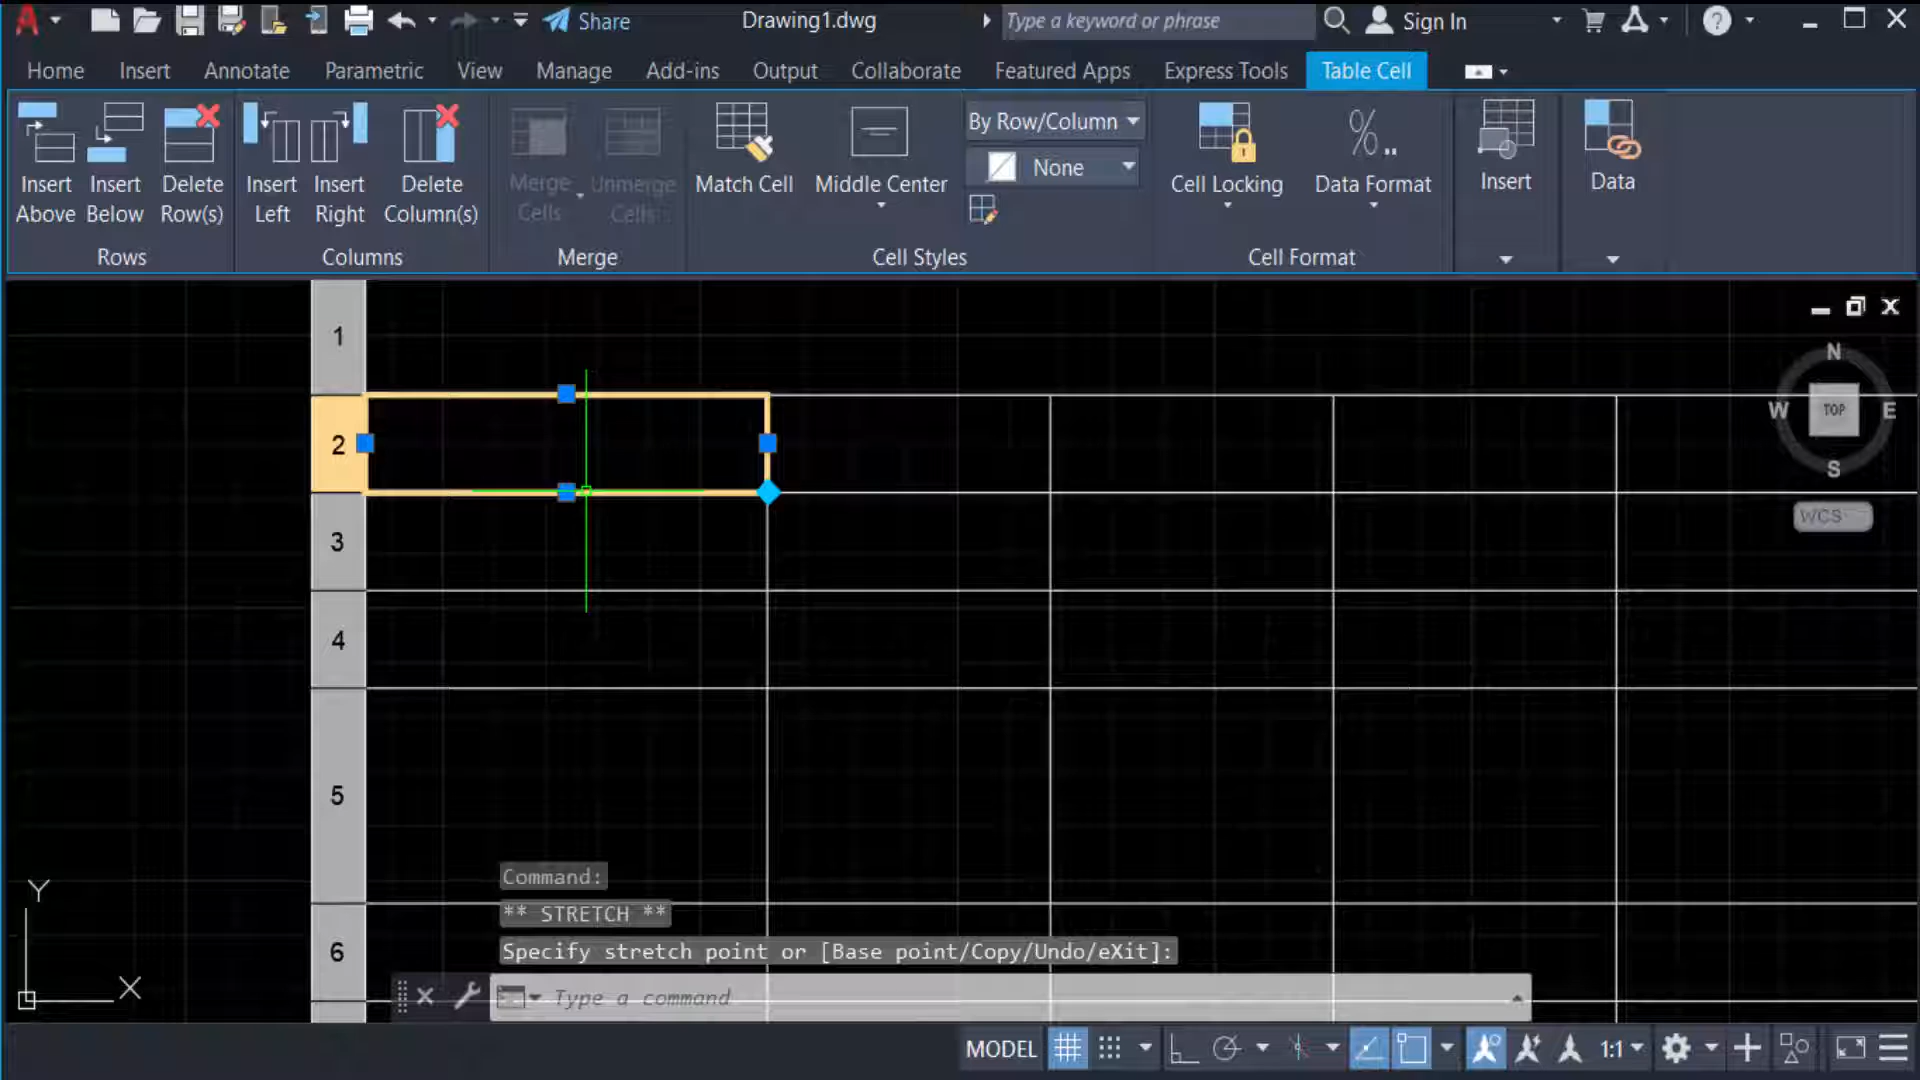 Share
Drawing1.dwg
Type a keyword or phrase
Sign In
Home
Insert
Annotate
Parametric
View
Manage
Add-ins
Output
Collaborate
Featured Apps
Express Tools
Table Cell
Insert Above
Insert Below
Delete Row(s)
Rows
Insert Left
Insert Right
Delete Column(s)
Columns
Merge Cells
Unmerge Cells
Merge
Match Cell
Middle Center
By Row/Column
None
Cell Styles
Cell Locking
Data Format
Cell Format
Insert
Data
1
2
3
4
5
6
N
W
TOP
E
S
WCS
Y
X
Command:
** STRETCH **
Specify stretch point or [Base point/Copy/Undo/eXit]:
Type a command
MODEL
1:1